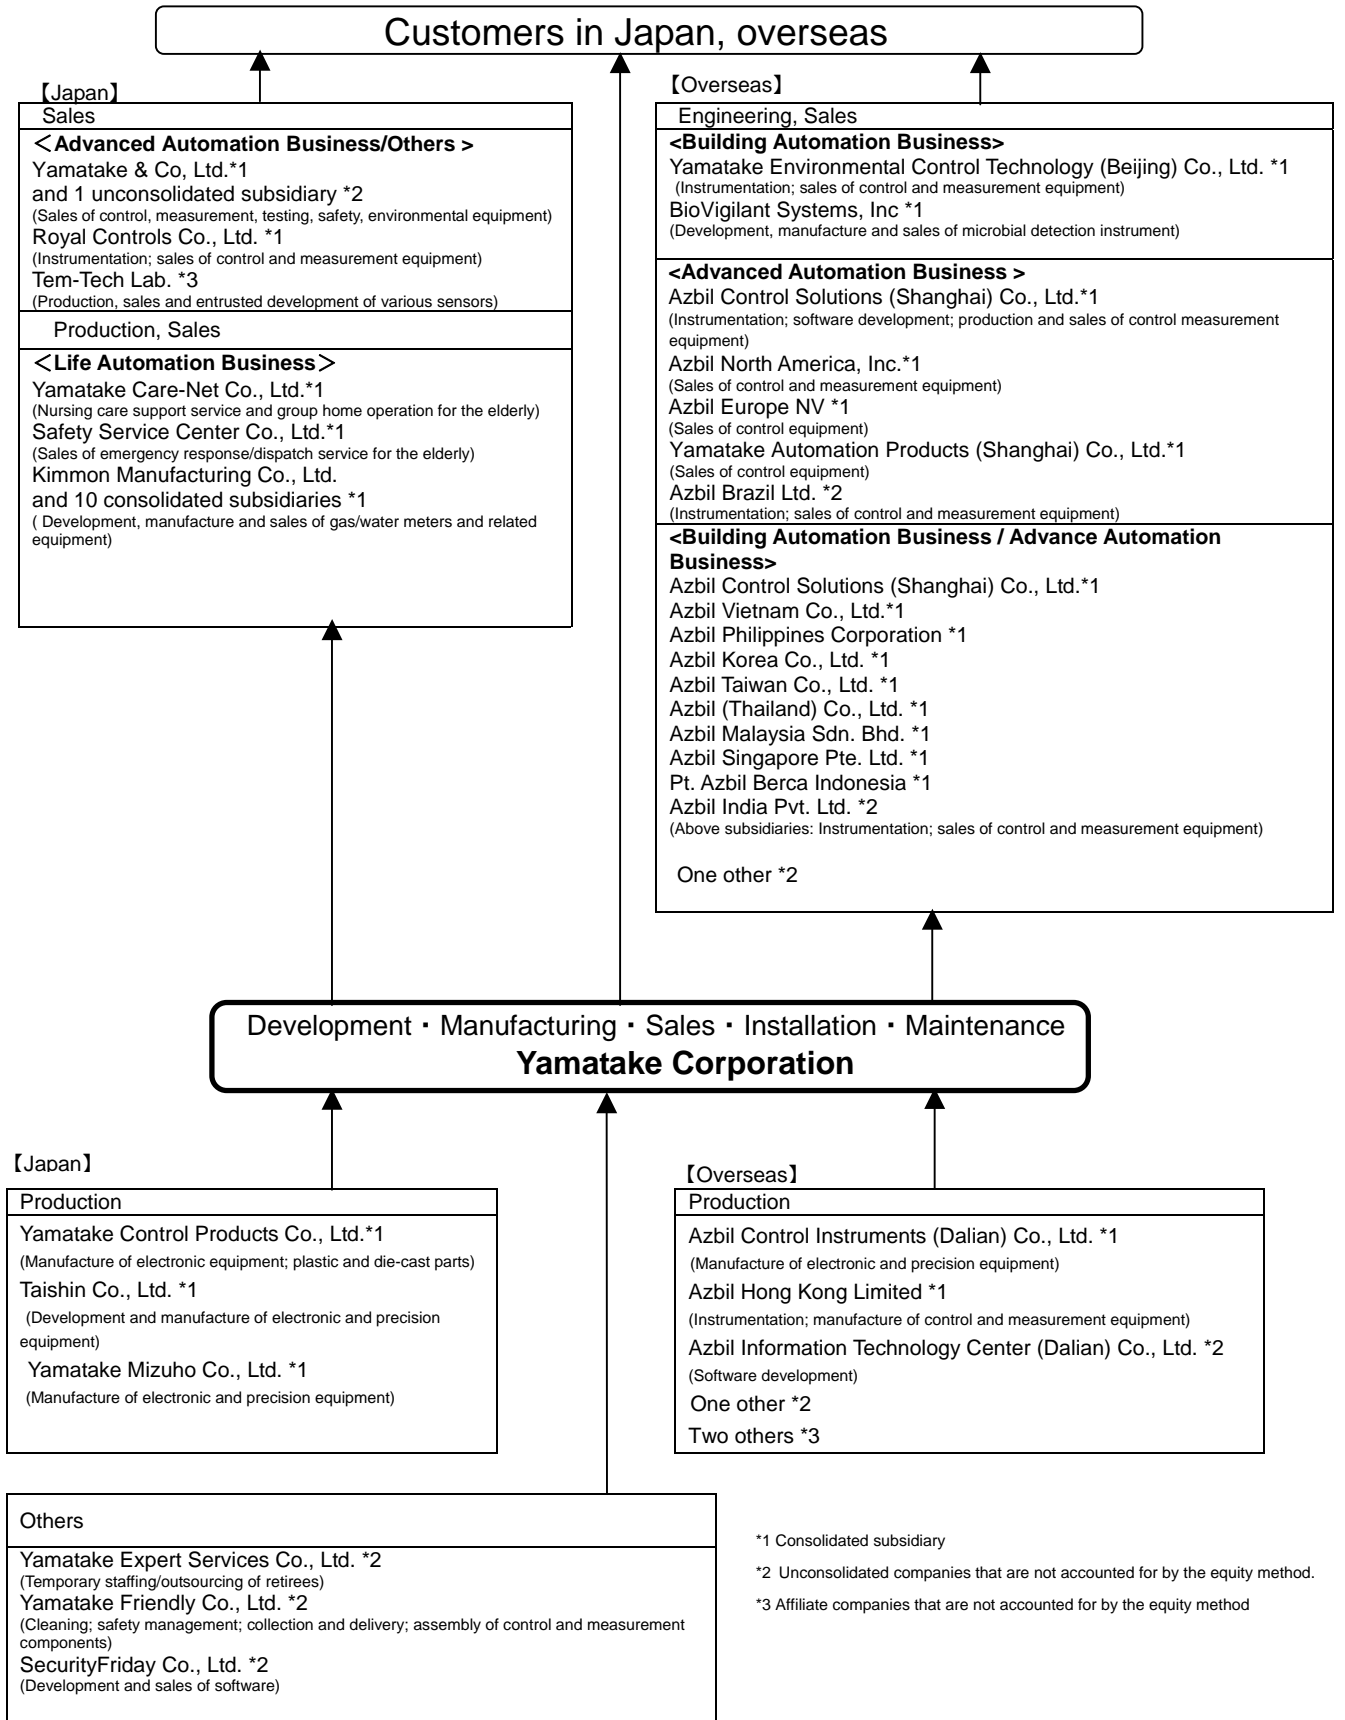 Customers in Japan, overseas
【Japan】
Sales
＜Advanced Automation Business/Others >
Yamatake & Co, Ltd.*1
and 1 unconsolidated subsidiary *2
(Sales of control, measurement, testing, safety, environmental equipment)
Royal Controls Co., Ltd. *1
(Instrumentation; sales of control and measurement equipment)
Tem-Tech Lab. *3
(Production, sales and entrusted development of various sensors)
Production, Sales
＜Life Automation Business＞
Yamatake Care-Net Co., Ltd.*1
(Nursing care support service and group home operation for the elderly)
Safety Service Center Co., Ltd.*1
(Sales of emergency response/dispatch service for the elderly)
Kimmon Manufacturing Co., Ltd.
and 10 consolidated subsidiaries *1
( Development, manufacture and sales of gas/water meters and related
equipment)
【Overseas】
Engineering, Sales
<Building Automation Business>
Yamatake Environmental Control Technology (Beijing) Co., Ltd. *1
(Instrumentation; sales of control and measurement equipment)
BioVigilant Systems, Inc *1
(Development, manufacture and sales of microbial detection instrument)
<Advanced Automation Business >
Azbil Control Solutions (Shanghai) Co., Ltd.*1
(Instrumentation; software development; production and sales of control measurement
equipment)
Azbil North America, Inc.*1
(Sales of control and measurement equipment)
Azbil Europe NV *1
(Sales of control equipment)
Yamatake Automation Products (Shanghai) Co., Ltd.*1
(Sales of control equipment)
Azbil Brazil Ltd. *2
(Instrumentation; sales of control and measurement equipment)
<Building Automation Business / Advance Automation
Business>
Azbil Control Solutions (Shanghai) Co., Ltd.*1
Azbil Vietnam Co., Ltd.*1
Azbil Philippines Corporation *1
Azbil Korea Co., Ltd. *1
Azbil Taiwan Co., Ltd. *1
Azbil (Thailand) Co., Ltd. *1
Azbil Malaysia Sdn. Bhd. *1
Azbil Singapore Pte. Ltd. *1
Pt. Azbil Berca Indonesia *1
Azbil India Pvt. Ltd. *2
(Above subsidiaries: Instrumentation; sales of control and measurement equipment)
One other *2
Development・Manufacturing・Sales・Installation・Maintenance
Yamatake Corporation
【Japan】
Production
Yamatake Control Products Co., Ltd.*1
(Manufacture of electronic equipment; plastic and die-cast parts)
Taishin Co., Ltd. *1
(Development and manufacture of electronic and precision
equipment)
Yamatake Mizuho Co., Ltd. *1
(Manufacture of electronic and precision equipment)
【Overseas】
Production
Azbil Control Instruments (Dalian) Co., Ltd. *1
(Manufacture of electronic and precision equipment)
Azbil Hong Kong Limited *1
(Instrumentation; manufacture of control and measurement equipment)
Azbil Information Technology Center (Dalian) Co., Ltd. *2
(Software development)
One other *2
Two others *3
Others
Yamatake Expert Services Co., Ltd. *2
(Temporary staffing/outsourcing of retirees)
Yamatake Friendly Co., Ltd. *2
(Cleaning; safety management; collection and delivery; assembly of control and measurement
components)
SecurityFriday Co., Ltd. *2
(Development and sales of software)
*1 Consolidated subsidiary
*2 Unconsolidated companies that are not accounted for by the equity method.
*3 Affiliate companies that are not accounted for by the equity method